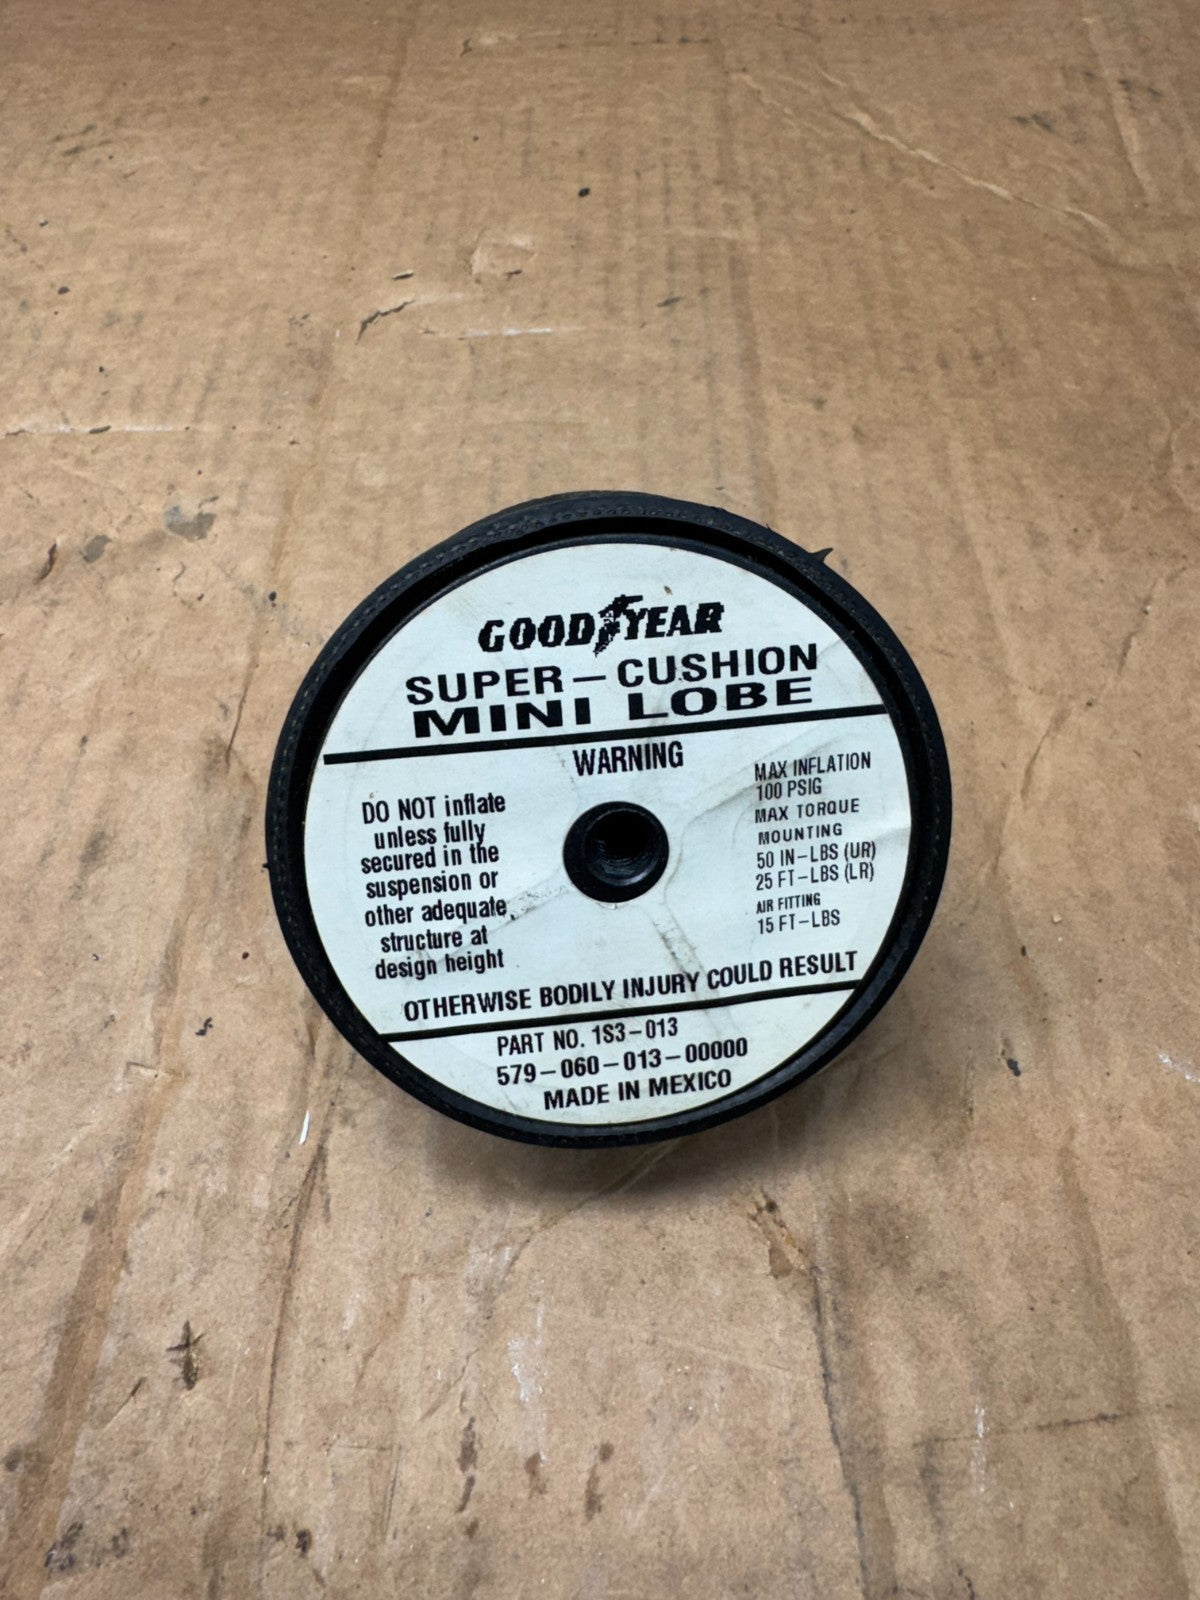 GOODYEAR
SUPER-CUSHION
MINI LOBE
WARNING
DO NOT inflate
unless fully
secured in the
suspension or
other adequate
structure at
design height
MAX INFLATION
100 PSIG
MAX TORQUE
MOUNTING
50 IN-LBS (UR)
25 FT-LBS (LR)
AIR FITTING
15 FT-LBS
OTHERWISE BODILY INJURY COULD RESULT
PART NO. 1S3-013
579-060-013-00000
MADE IN MEXICO